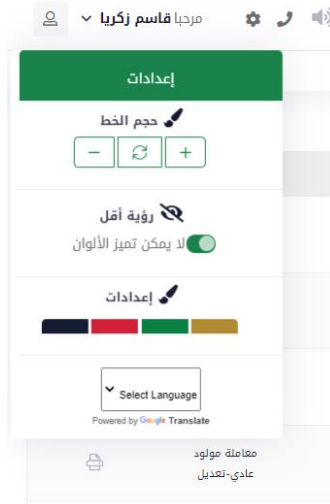 مرحبا قاسم زكريا
إعدادات
حجم الخط
+
−
رؤية أقل
لا يمكن تميز الألوان
إعدادات
Select Language
Powered by Google Translate
معاملة مولود
عادي-تعديل